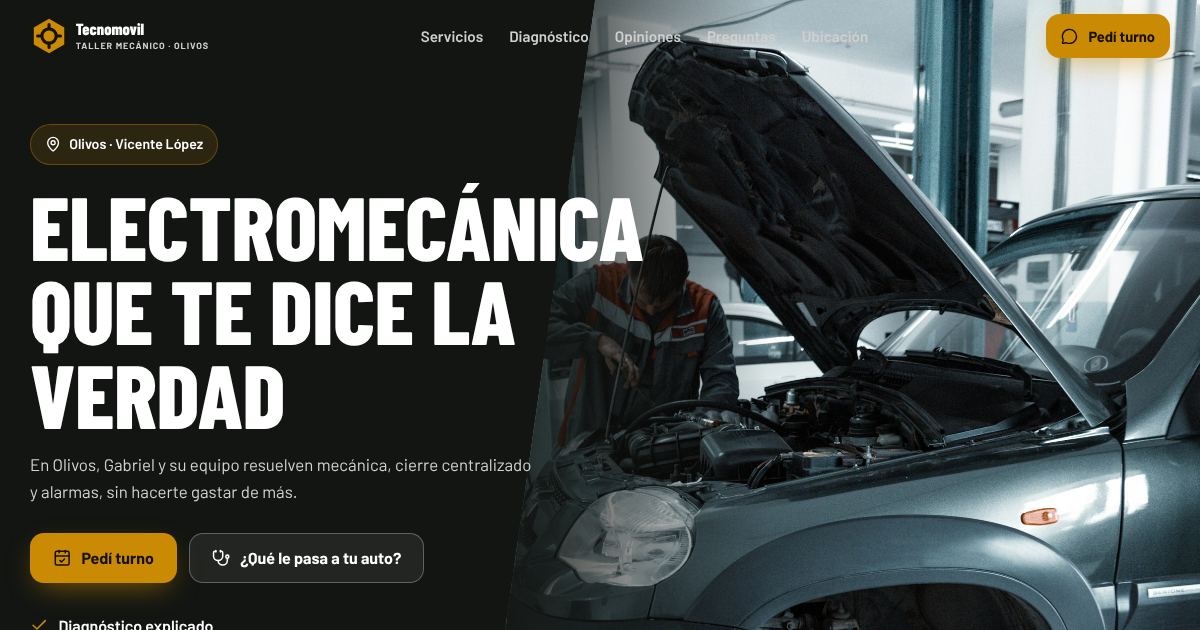 Tecnomovil
TALLER MECÁNICO · OLIVOS
Servicios
Diagnóstico
Opiniones
Preguntas
Ubicación
Pedí turno
Olivos · Vicente López
ELECTROMECÁNICA
QUE TE DICE LA
VERDAD
En Olivos, Gabriel y su equipo resuelven mecánica, cierre centralizado
y alarmas, sin hacerte gastar de más.
Pedí turno
¿Qué le pasa a tu auto?
Diagnóstico explicado